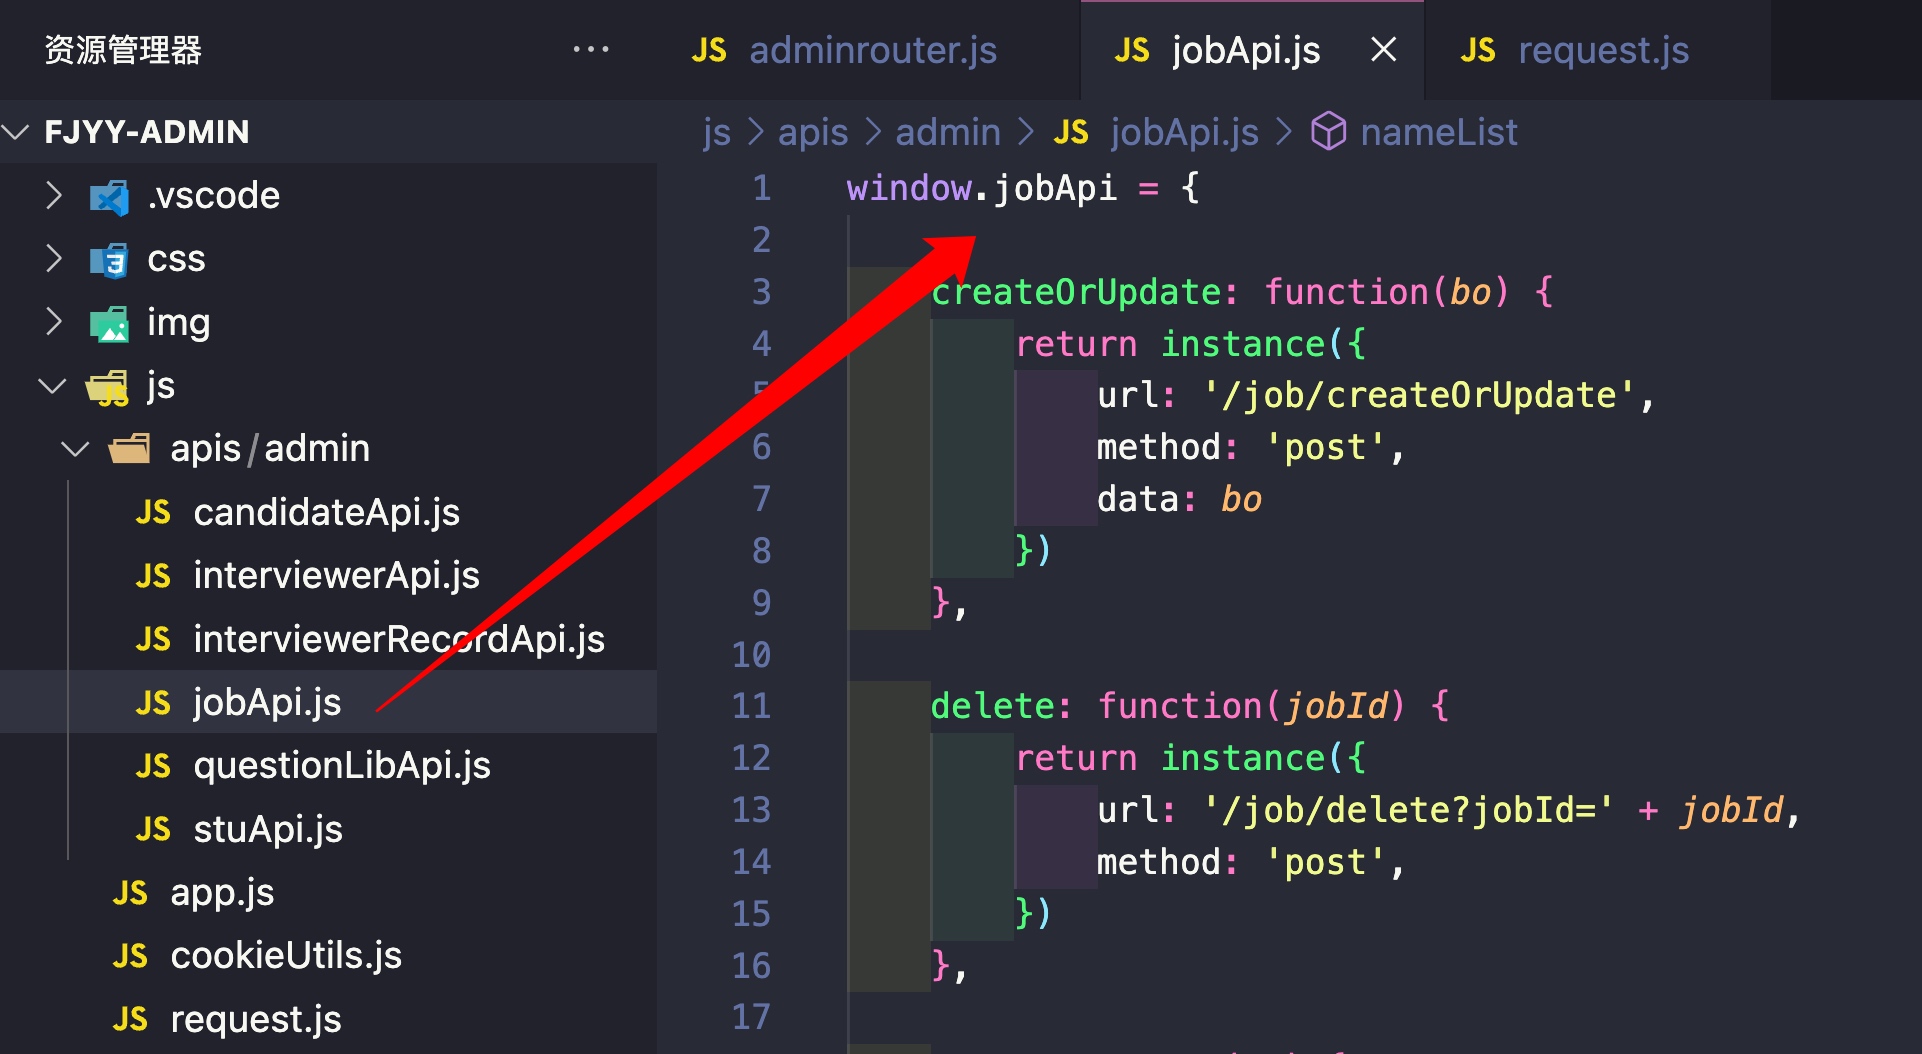 资源管理器 ···
FJYY-ADMIN
.vscode
css
img
js
apis/admin
JS candidateApi.js
JS interviewerApi.js
JS interviewerRecordApi.js
JS jobApi.js
JS questionLibApi.js
JS stuApi.js
JS app.js
JS cookieUtils.js
JS request.js
JS adminrouter.js JS jobApi.js JS request.js
js > apis > admin > JS jobApi.js > nameList
1 window.jobApi = {
2
3 createOrUpdate: function(bo) {
4 return instance({
5 url: '/job/createOrUpdate',
6 method: 'post',
7 data: bo
8 })
9 },
10
11 delete: function(jobId) {
12 return instance({
13 url: '/job/delete?jobId=' + jobId,
14 method: 'post',
15 })
16 },
17